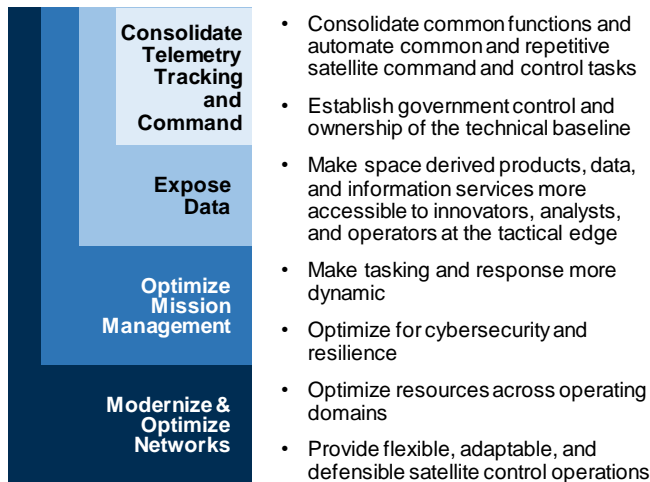 Consolidate
Telemetry
Tracking
and
Command
Expose
Data
Optimize
Mission
Management
Modernize &
Optimize
Networks
• Consolidate common functions and
automate common and repetitive
satellite command and control tasks
• Establish government control and
ownership of the technical baseline
• Make space derived products, data,
and information services more
accessible to innovators, analysts,
and operators at the tactical edge
• Make tasking and response more
dynamic
• Optimize for cybersecurity and
resilience
• Optimize resources across operating
domains
• Provide flexible, adaptable, and
defensible satellite control operations